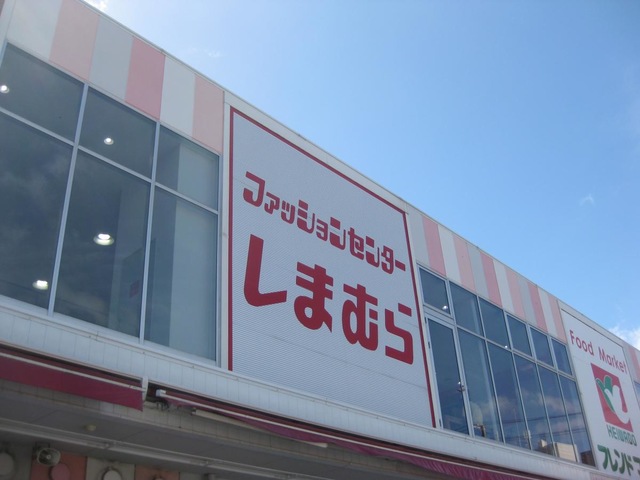 ファッションセンター
しまむら
Food Market
HEIWADO
フレンドマ